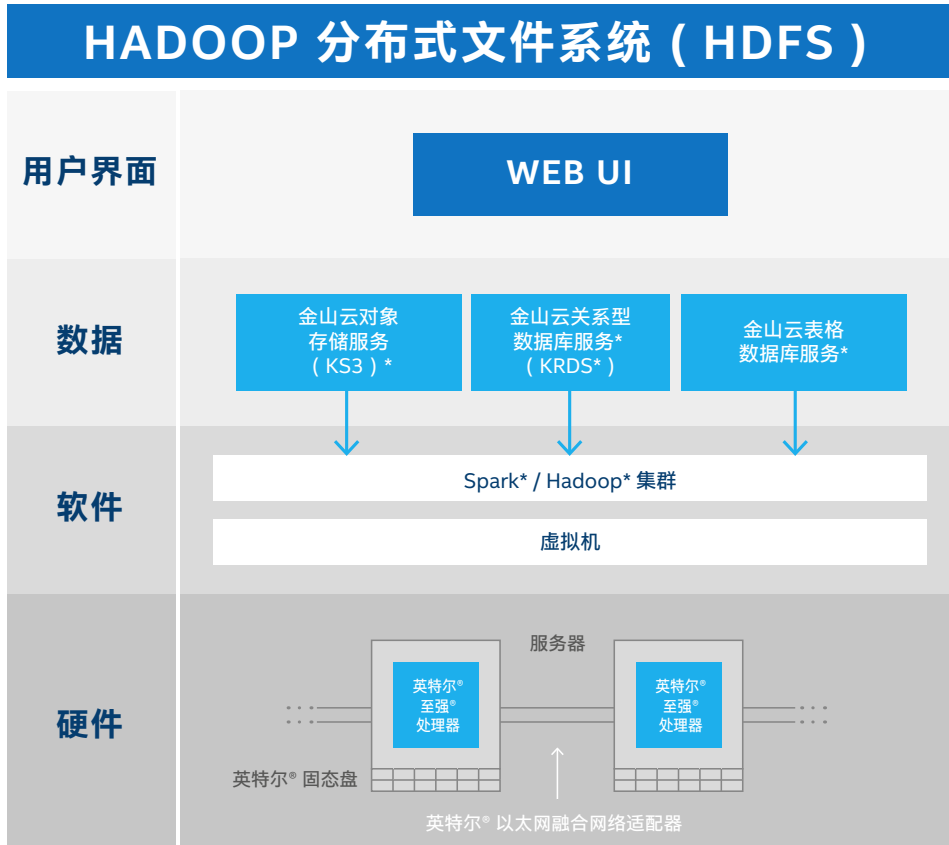 HADOOP 分布式文件系统 ( HDFS )
用户界面
WEB UI
数据
金山云对象
存储服务
( KS3 ) *
金山云关系型
数据库服务*
( KRDS* )
金山云表格
数据库服务*
软件
Spark* / Hadoop* 集群
虚拟机
硬件
服务器
英特尔®
至强®
处理器
英特尔®
至强®
处理器
英特尔® 固态盘
英特尔® 以太网融合网络适配器